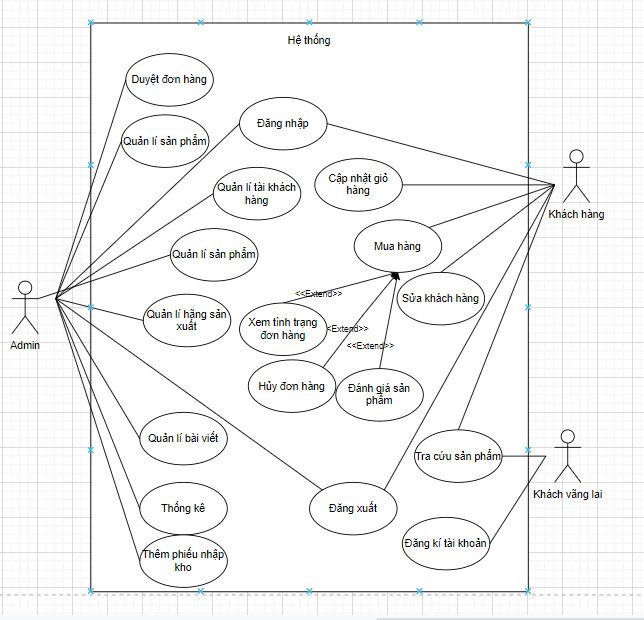 Hệ thống
Duyệt đơn hàng
Đăng nhập
Quản lí sản phẩm
Cập nhật giỏ
hàng
Quản lí tài khách
hàng
Khách hàng
Mua hàng
Quản lí sản phẩm
<<Extend>>
Sửa khách hàng
Quản lí hãng sản
xuất
Xem tình trạng
đơn hàng
<<Extend>>
Admin
<<Extend>>
Hủy đơn hàng
Đánh giá sản
phẩm
Quản lí bài viết
Tra cứu sản phẩm
Khách vãng lai
Thống kê
Đăng xuất
Đăng kí tài khoản
Thêm phiếu nhập
kho